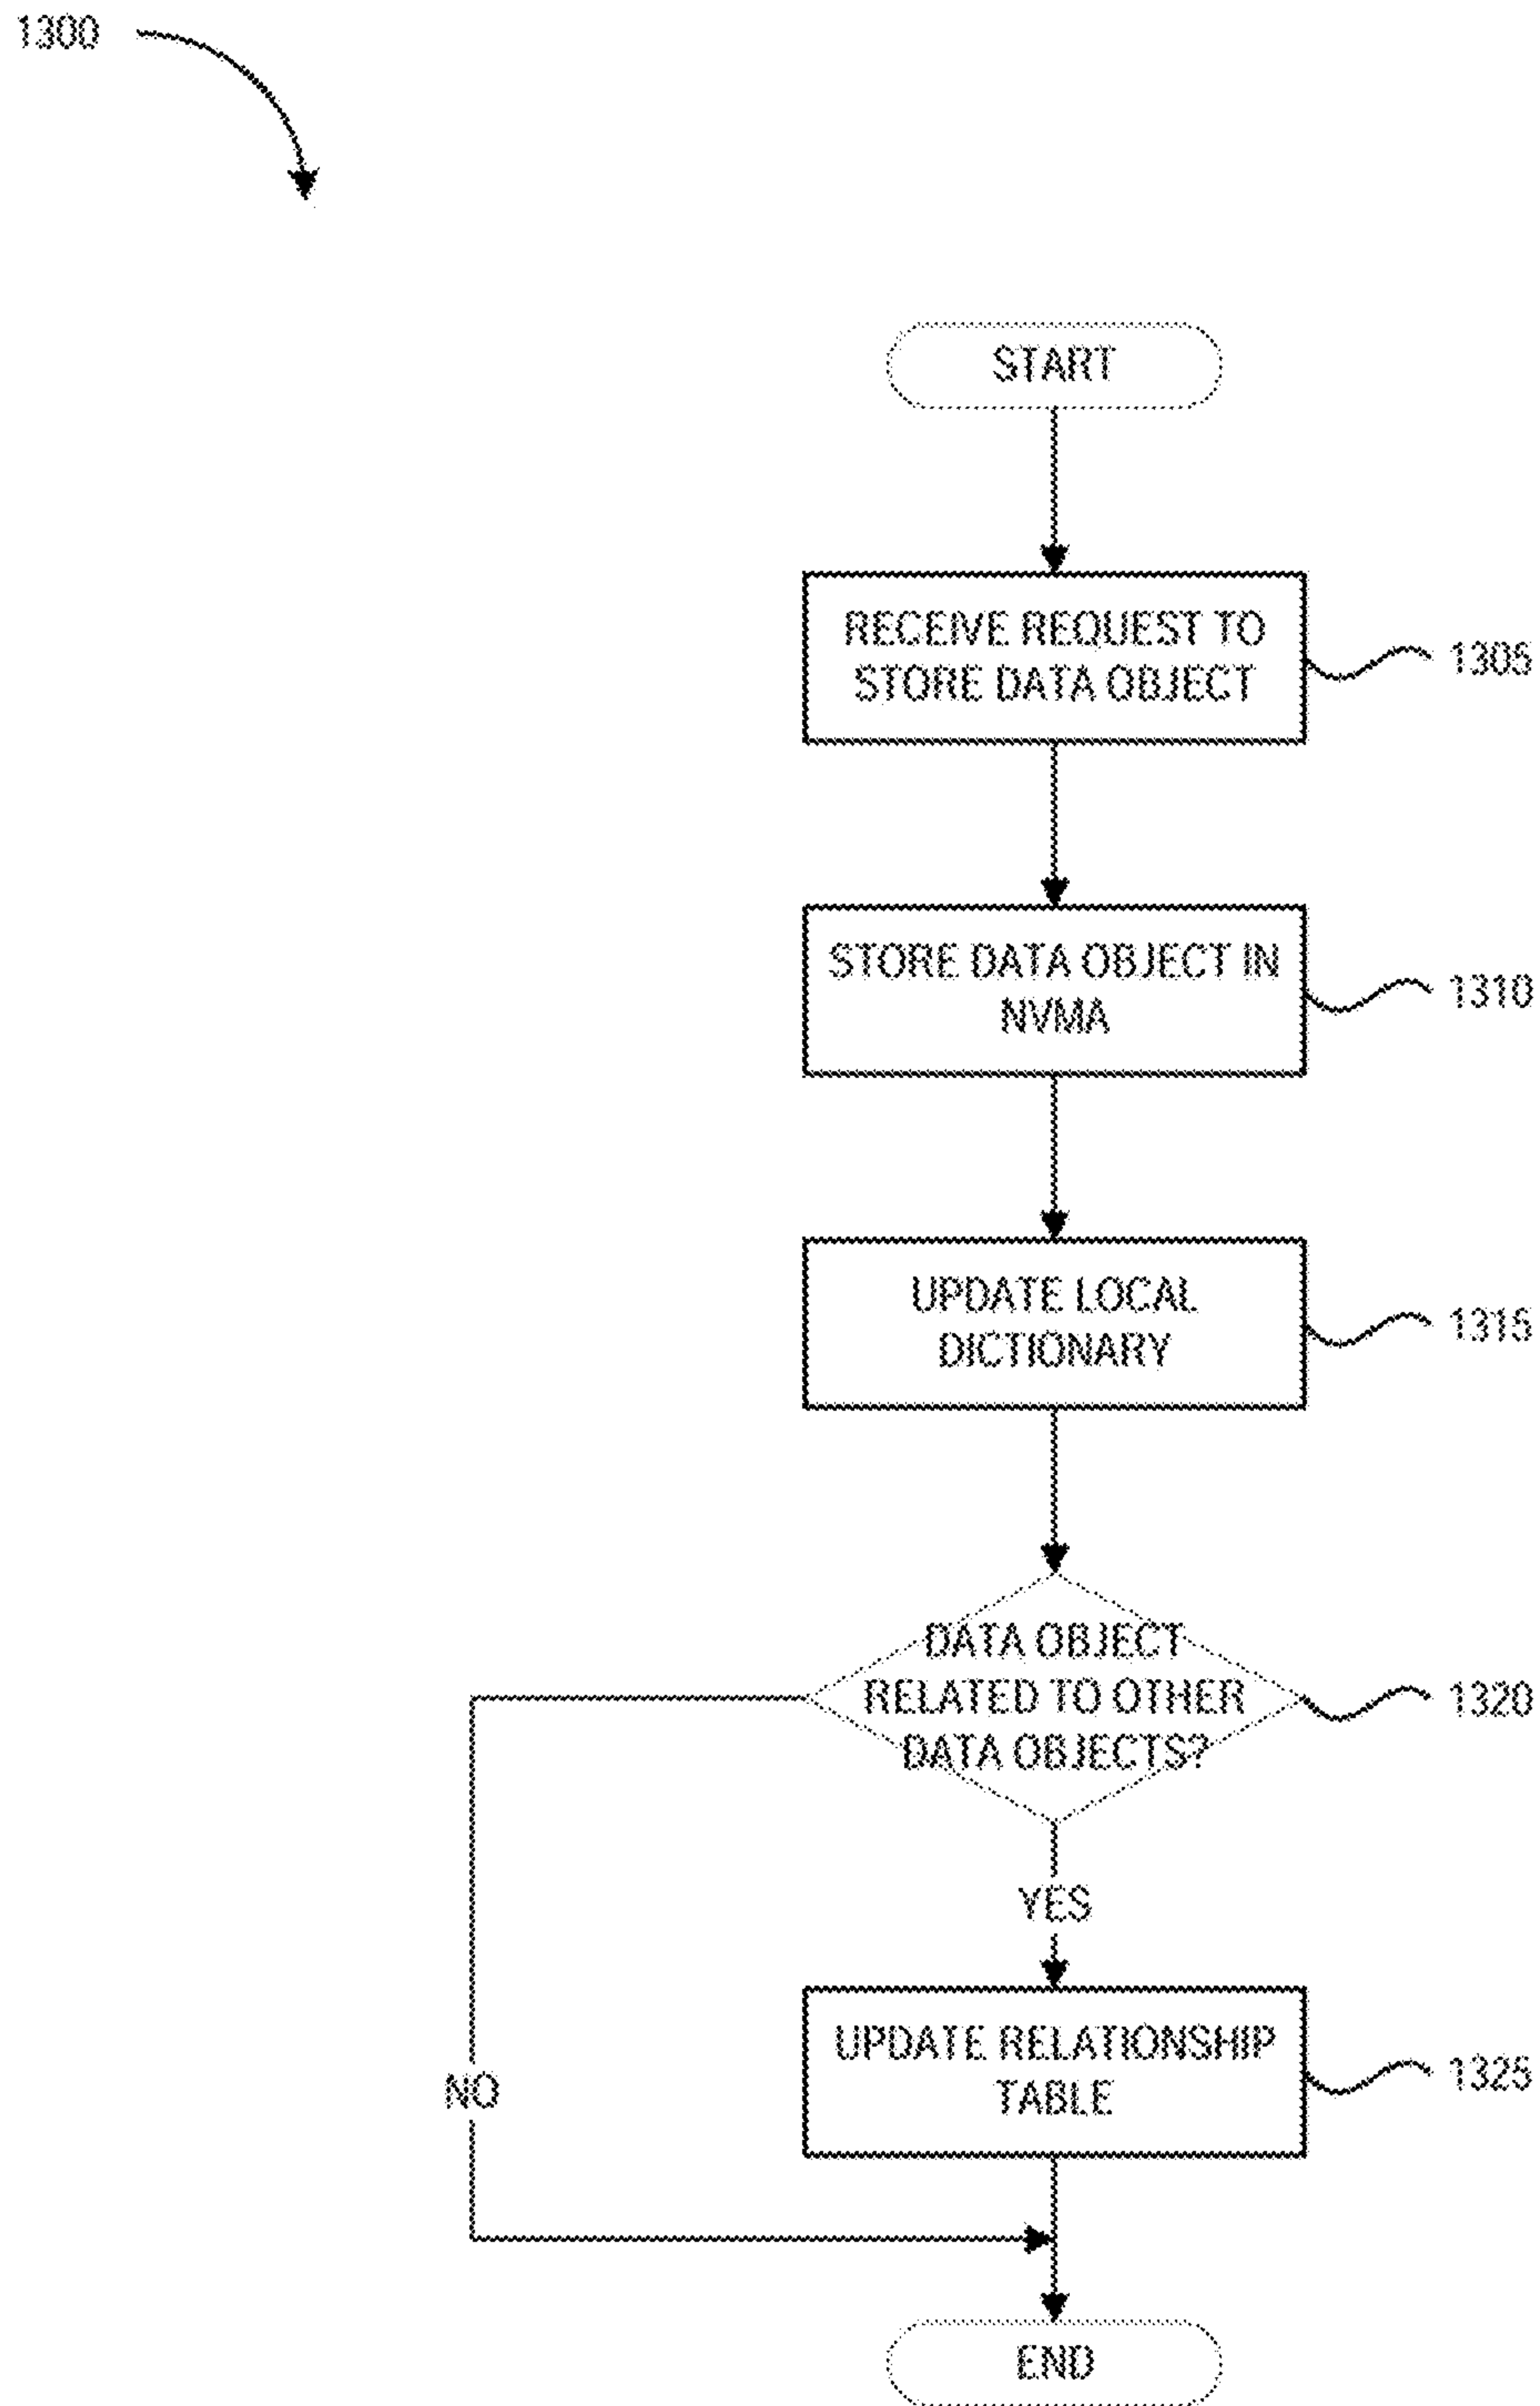 1300
START
RECEIVE REQUEST TO
STORE DATA OBJECT
1305
STORE DATA OBJECT IN
NVMA
1310
UPDATE LOCAL
DICTIONARY
1315
DATA OBJECT
RELATED TO OTHER
DATA OBJECTS?
1320
YES
UPDATE RELATIONSHIP
TABLE
1325
NO
END